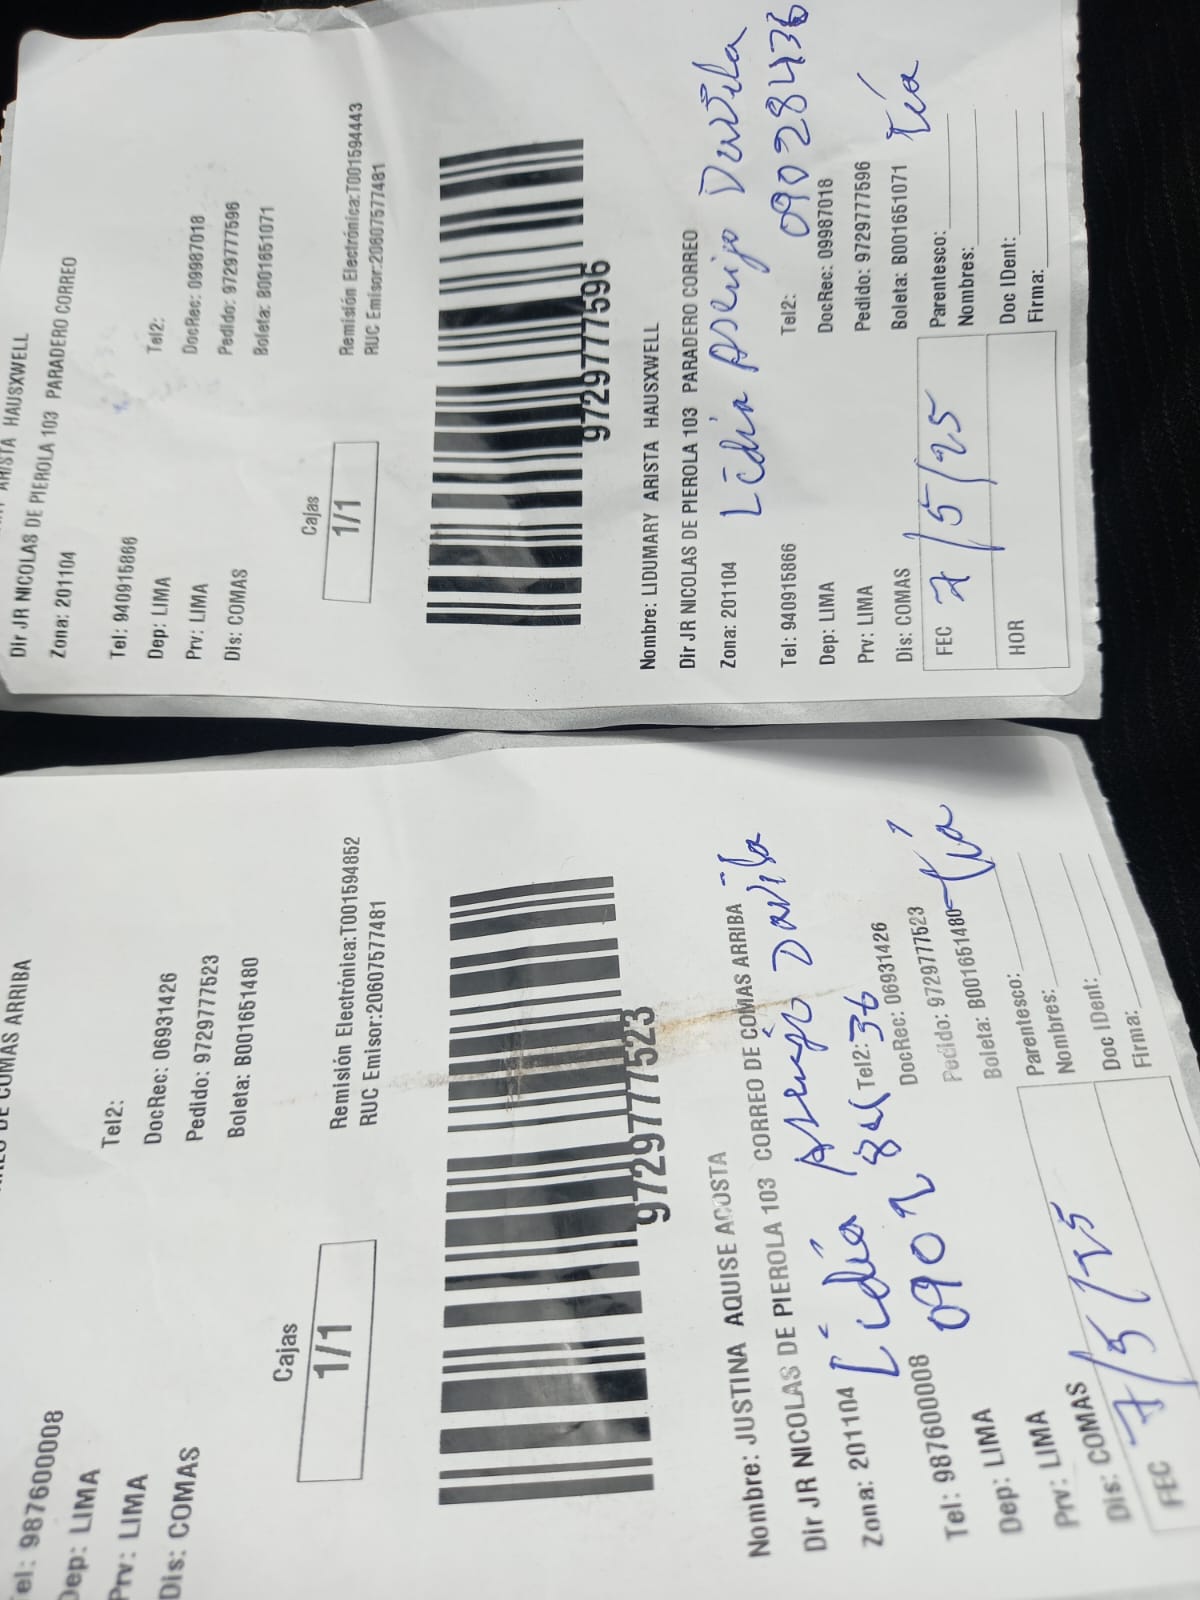 ARISTA HAUSXWELL
Dir JR NICOLAS DE PIEROLA 103 PARADERO CORREO
Zona: 201104
Tel: 940915866
Tel2:
Dep: LIMA
DocRec: 09987018
Prv: LIMA
Pedido: 9729777596
Dis: COMAS
Boleta: B001651071
Cajas
1/1
Remisión Electrónica:T001594443
RUC Emisor:20607577481
9729777596
Nombre: LIDUMARY ARISTA HAUSXWELL
Dir JR NICOLAS DE PIEROLA 103 PARADERO CORREO
Zona: 201104
Lidia Asenjo Davila
Tel: 940915866
Tel2:
09028436
Dep: LIMA
DocRec: 09987018
Prv: LIMA
Pedido: 9729777596
Dis: COMAS
Boleta: B001651071
tía
FEC 7/5/25
Parentesco:
Nombres:
HOR
Doc IDent:
Firma:
DE COMAS ARRIBA
Tel: 987600008
Tel2:
Dep: LIMA
DocRec: 06931426
Prv: LIMA
Pedido: 9729777523
Dis: COMAS
Boleta: B001651480
Cajas
1/1
Remisión Electrónica:T001594852
RUC Emisor:20607577481
9729777523
Nombre: JUSTINA AQUISE ACOSTA
Dir JR NICOLAS DE PIEROLA 103 CORREO DE COMAS ARRIBA
Zona: 201104
Lidia Asenjo Davila
Tel: 987600008
09028436
Tel2:
Dep: LIMA
DocRec: 06931426
Prv: LIMA
Pedido: 9729777523
Dis: COMAS
Boleta: B001651480
tía
FEC 7/5/25
Parentesco:
Nombres:
Doc IDent:
Firma: